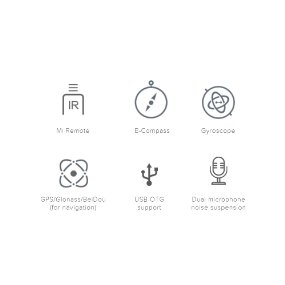 IR
Mi Remote
E-Compass
Gyroscope
GPS/Glonass/BeiDou
(for navigation)
USB OTG
support
Dual microphone
noise suspension